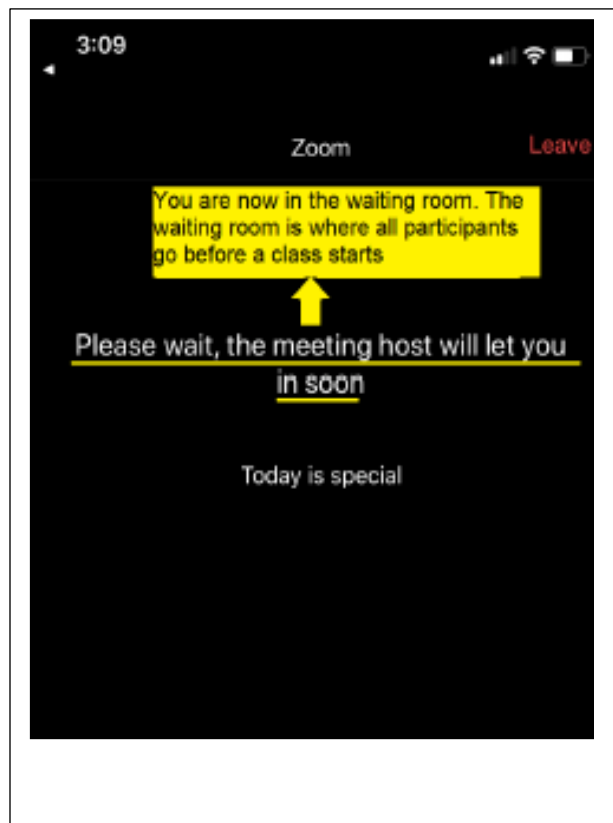 3:09
Zoom
Leave
You are now in the waiting room. The
waiting room is where all participants
go before a class starts
Please wait, the meeting host will let you
in soon
Today is special